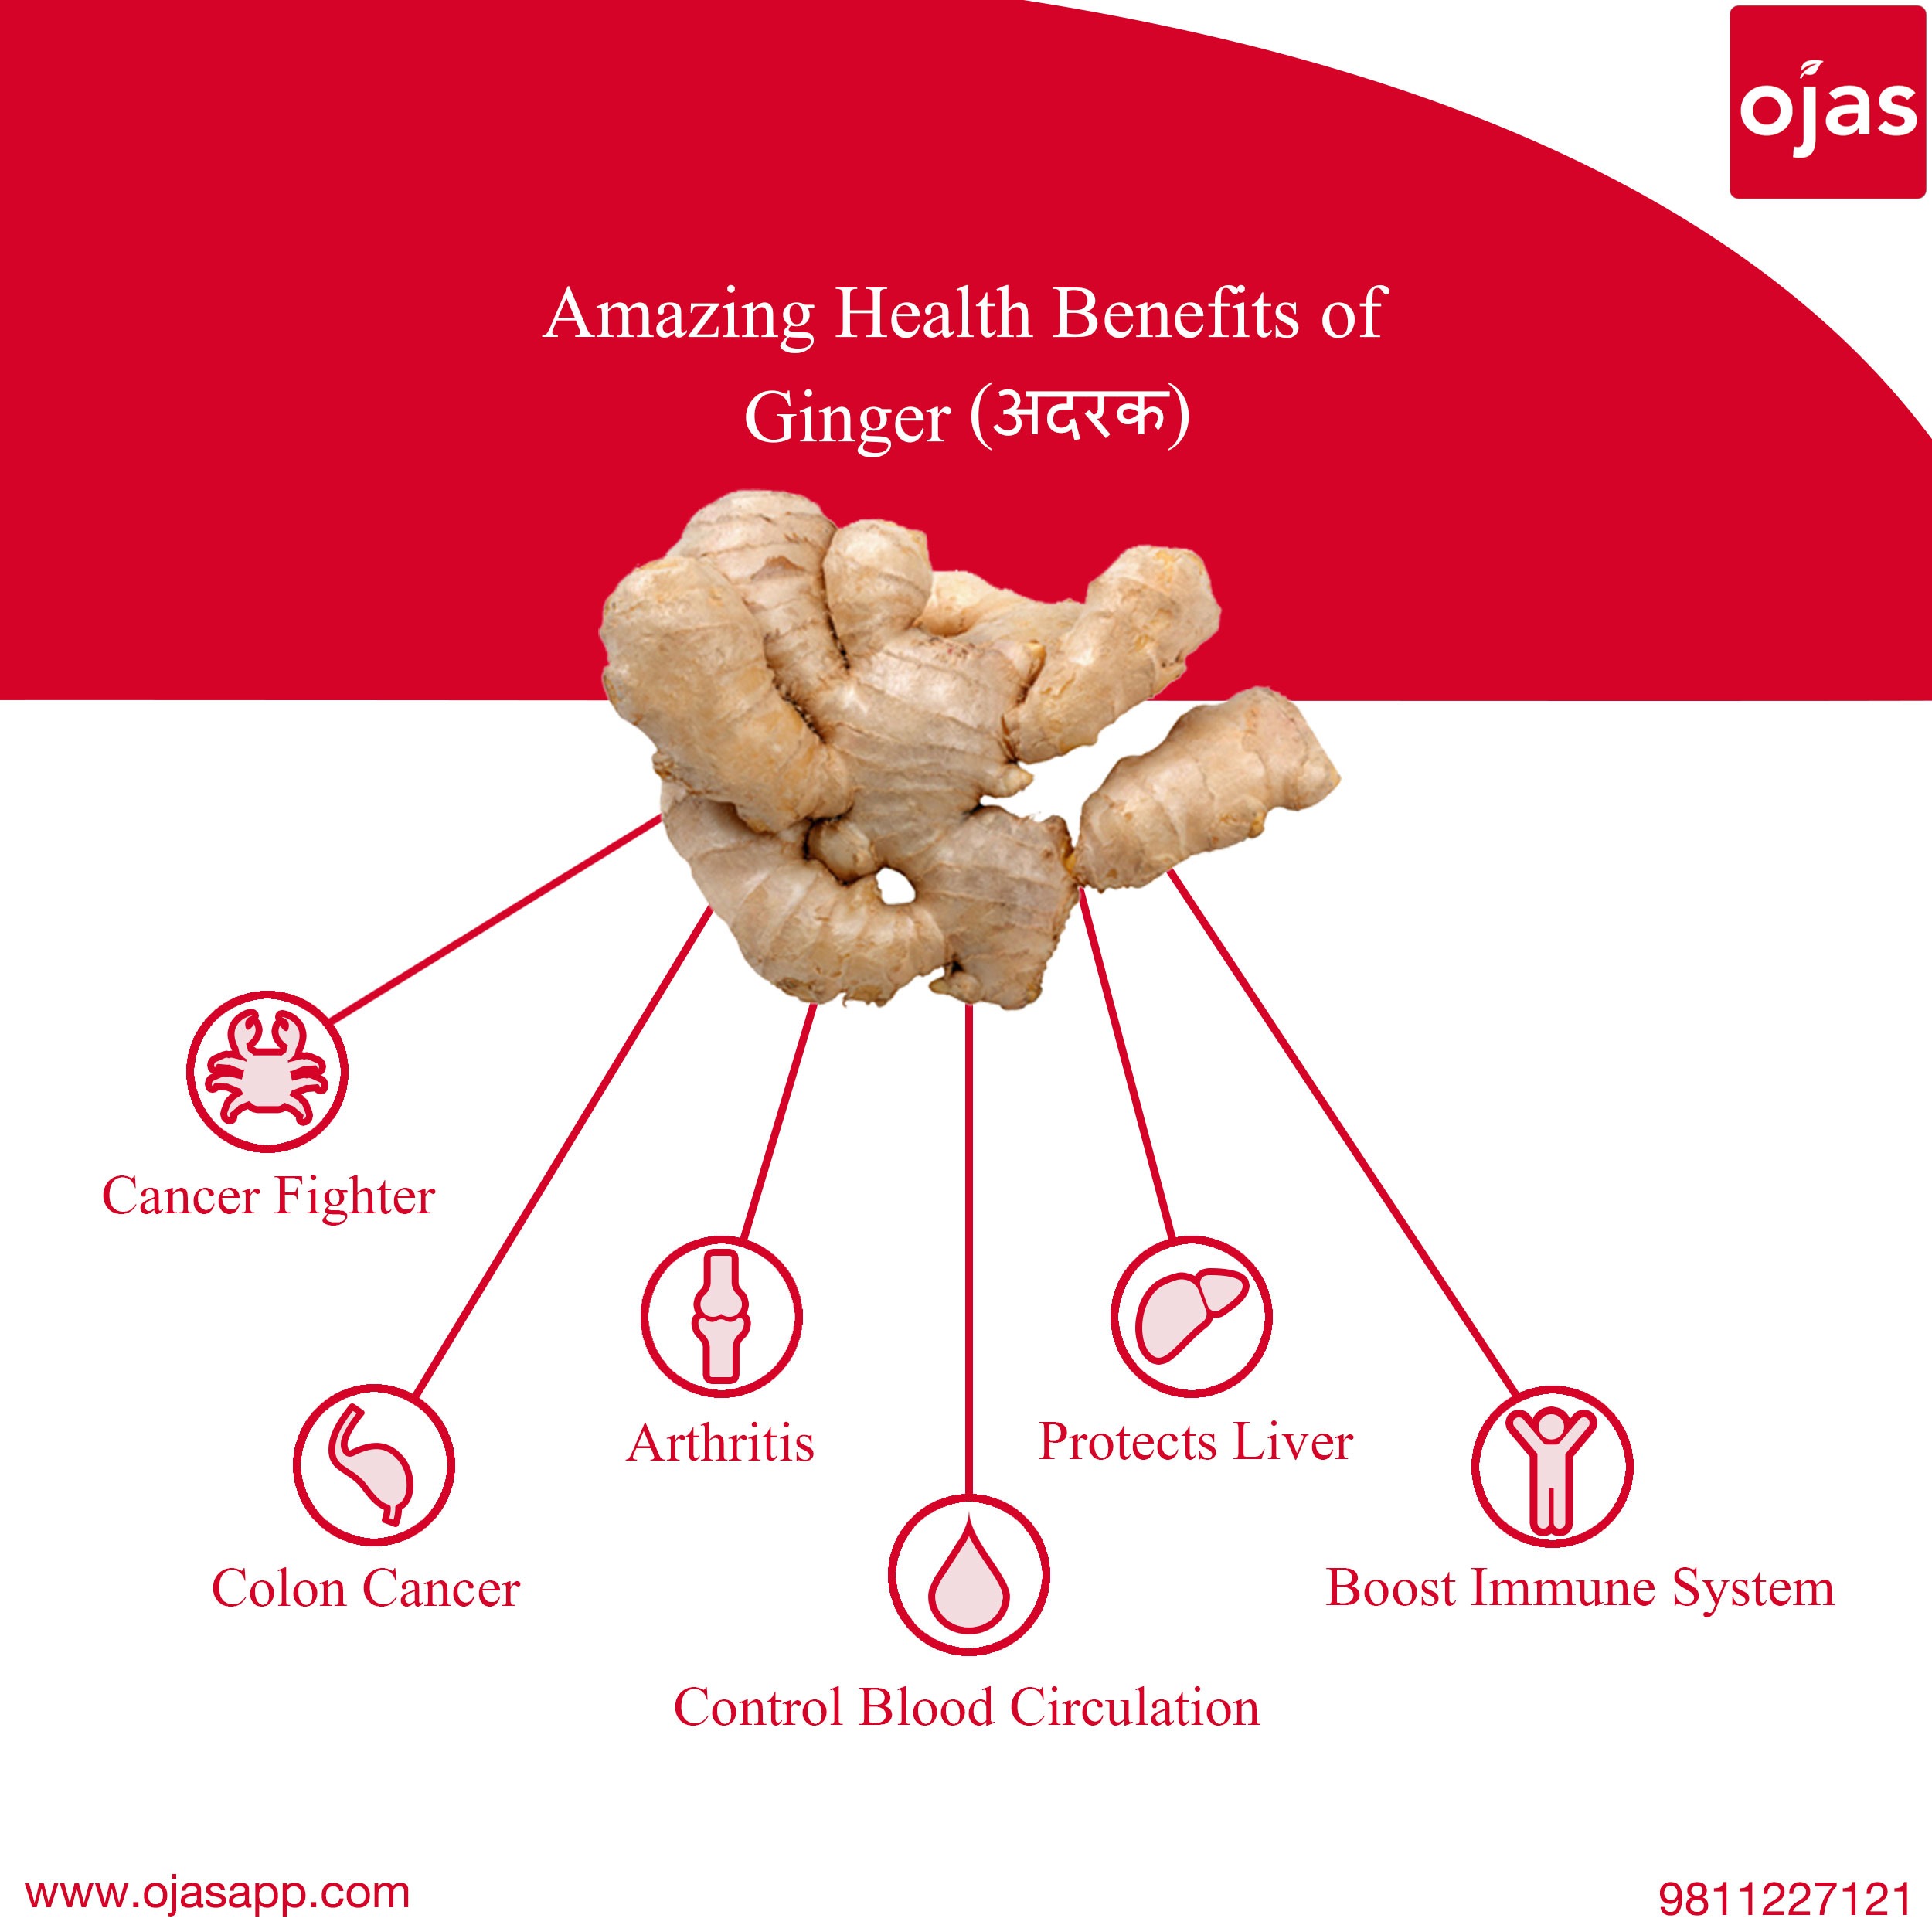 ojas
Amazing Health Benefits of
Ginger (अदरक)
Cancer Fighter
Arthritis
Protects Liver
Colon Cancer
Boost Immune System
Control Blood Circulation
www.ojasapp.com
9811227121